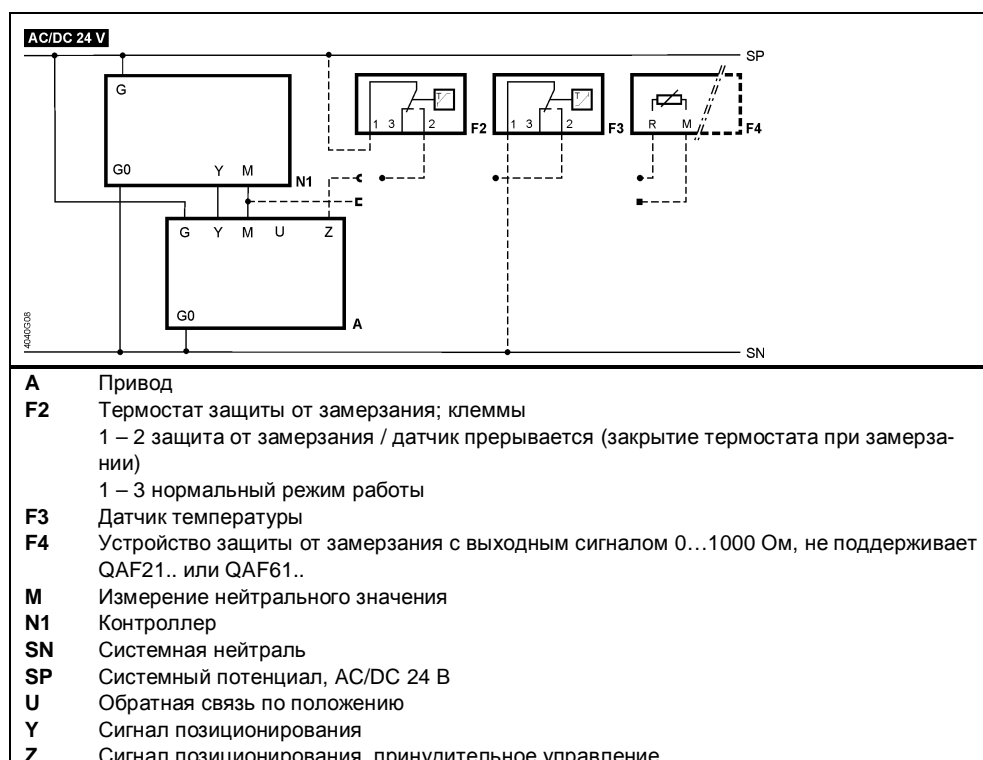 AC/DC 24 V
SP
G
G0 Y M
N1
1 3 2
F2
T
1 3 2
F3
T
R M
F4
G Y M U Z
G0
A
4040G08
SN
A Привод
F2 Термостат защиты от замерзания; клеммы
1 – 2 защита от замерзания / датчик прерывается (закрытие термостата при замерза-
нии)
1 – 3 нормальный режим работы
F3 Датчик температуры
F4 Устройство защиты от замерзания с выходным сигналом 0…1000 Ом, не поддерживает
QAF21.. или QAF61..
M Измерение нейтрального значения
N1 Контроллер
SN Системная нейтраль
SP Системный потенциал, AC/DC 24 В
U Обратная связь по положению
Y Сигнал позиционирования
Z Сигнал позиционирования, принудительное управление